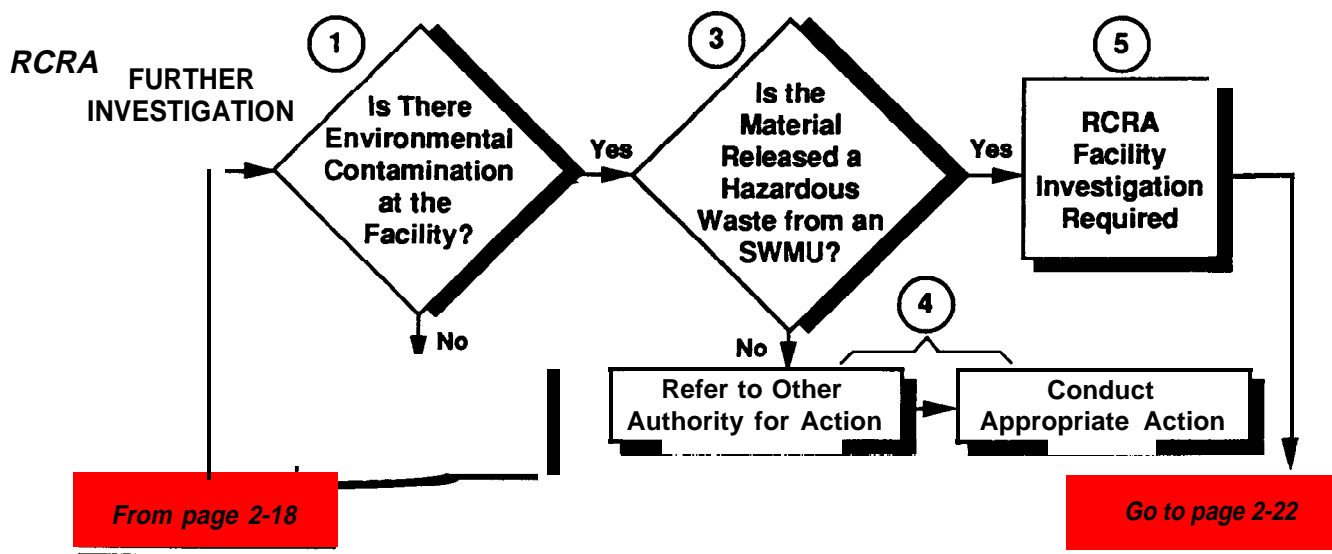 RCRA
FURTHER
INVESTIGATION
1
Is There
Environmental
Contamination
at the
Facility?
Yes
No
3
Is the
Material
Released a
Hazardous
Waste from an
SWMU?
Yes
No
5
RCRA
Facility
Investigation
Required
4
Refer to Other
Authority for Action
Conduct
Appropriate Action
From page 2-18
Go to page 2-22